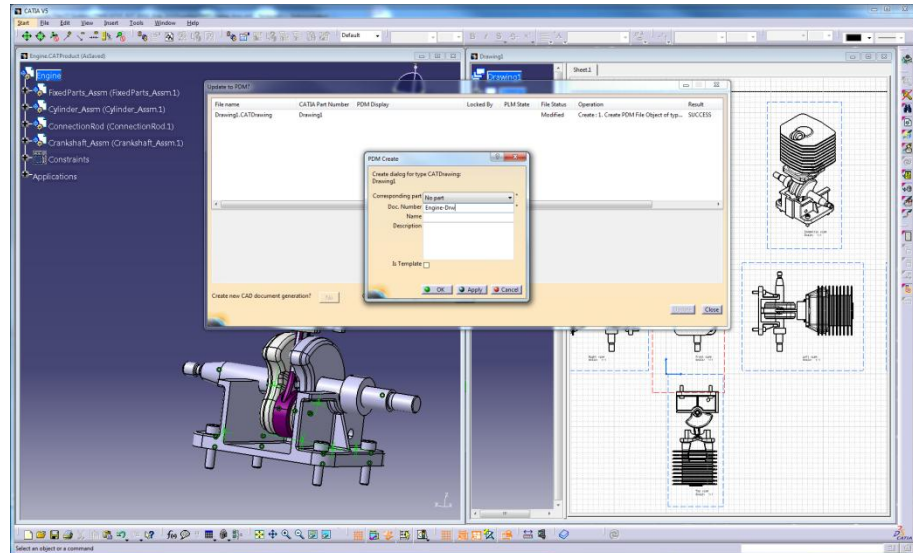 CATIA V5
Start File Edit View Insert Tools Window Help
Default
Engine.CATProduct (AsSaved)
Engine
FixedParts_Assm (FixedParts_Assm.1)
Cylinder_Assm (Cylinder_Assm.1)
ConnectionRod (ConnectionRod.1)
Crankshaft_Assm (Crankshaft_Assm.1)
Constraints
Applications
Drawing1
Drawing1
Sheet.1
Update to PDM?
File name CATIA Part Number PDM Display Locked By PLM State File Status Operation Result
Drawing1.CATDrawing Drawing1 Modified Create : 1. Create PDM File Object of typ... SUCCESS
PDM Create
Create dialog for type CATDrawing:
Drawing1
Corresponding part No part *
Doc. Number Engine-Drw *
Name
Description
Is Template
OK Apply Cancel
Create new CAD document generation? No
Close
Select an object or a command